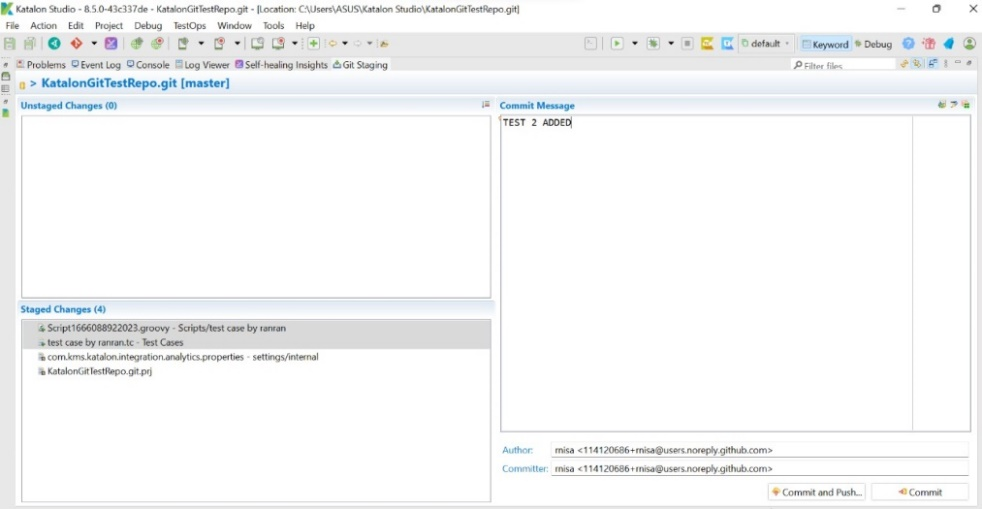 Katalon Studio - 8.5.0-43c337de - KatalonGitTestRepo.git - [Location: C:\Users\ASUS\Katalon Studio\KatalonGitTestRepo.git]
File Action Edit Project Debug TestOps Window Tools Help
default Keyword Debug
Problems Event Log Console Log Viewer Self-healing Insights Git Staging
Filter files
> KatalonGitTestRepo.git [master]
Unstaged Changes (0)
Commit Message
TEST 2 ADDED
Staged Changes (4)
Script1666088922023.groovy - Scripts/test case by ranran
test case by ranran.tc - Test Cases
com.kms.katalon.integration.analytics.properties - settings/internal
KatalonGitTestRepo.git.prj
Author: rnisa <114120686+rnisa@users.noreply.github.com>
Committer: rnisa <114120686+rnisa@users.noreply.github.com>
Commit and Push... Commit